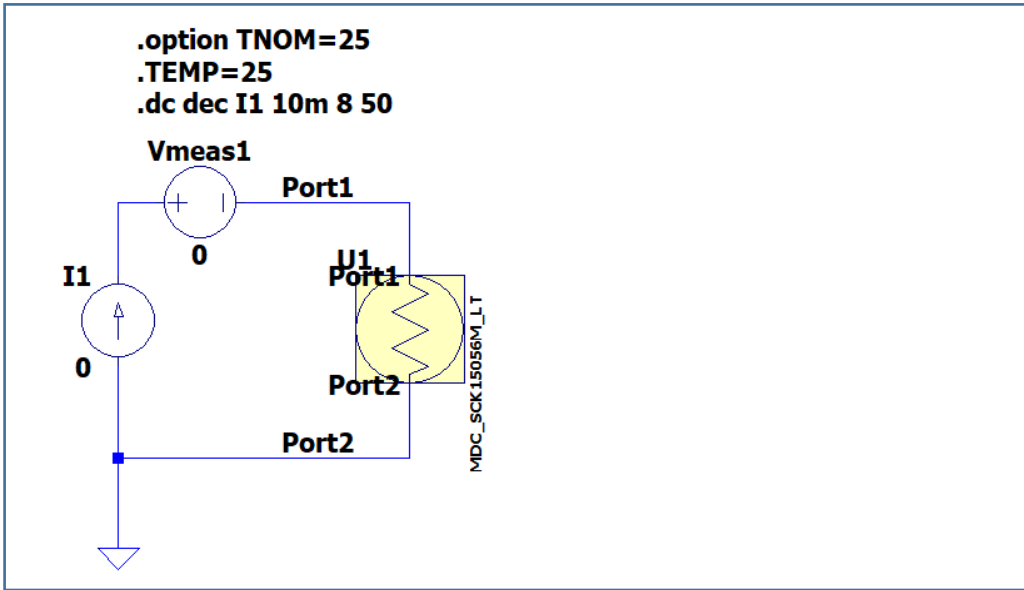 .option TNOM=25
.TEMP=25
.dc dec I1 10m 8 50
Vmeas1
Port1
0
U1
I1
Port1
0
Port2
MDC_SCK15056M_LT
Port2